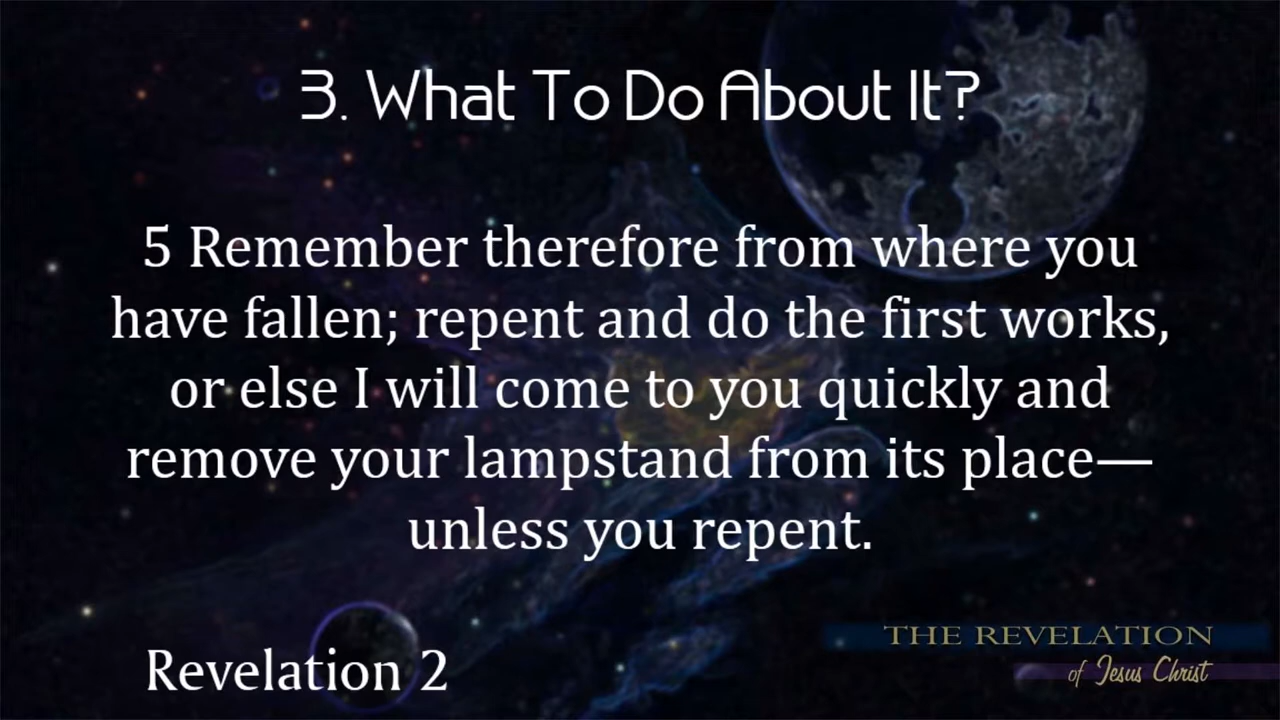 3. What To Do About It?
5 Remember therefore from where you
have fallen; repent and do the first works,
or else I will come to you quickly and
remove your lampstand from its place—
unless you repent.
Revelation 2
THE REVELATION
of Jesus Christ